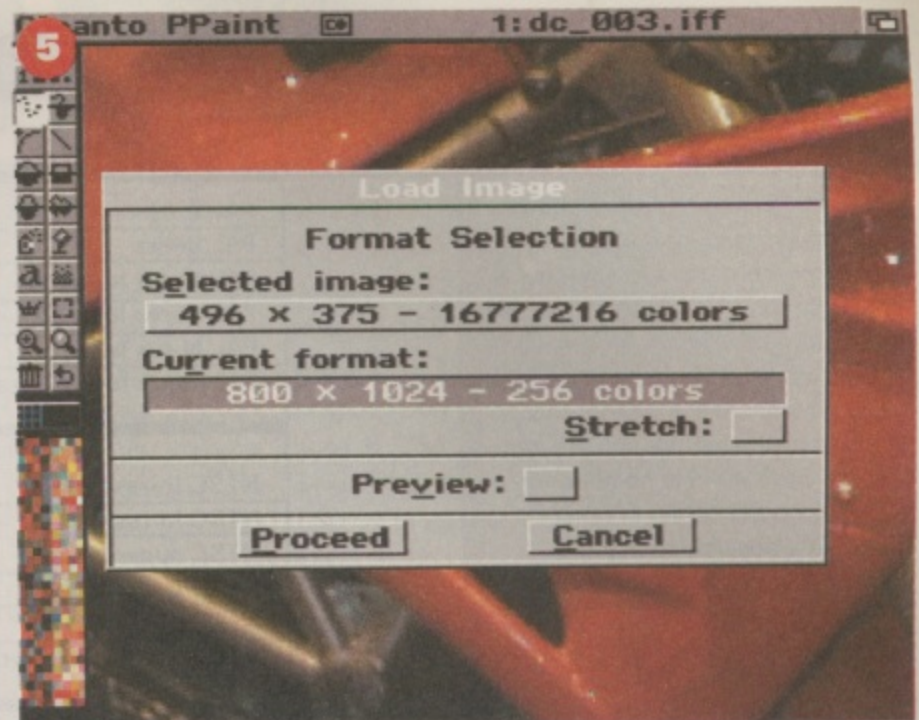 5
anto PPaint 1:dc_003.iff
Load Image
Format Selection
Selected image:
496 × 375 - 16777216 colors
Current format:
800 × 1024 - 256 colors
Stretch:
Preview:
Proceed Cancel